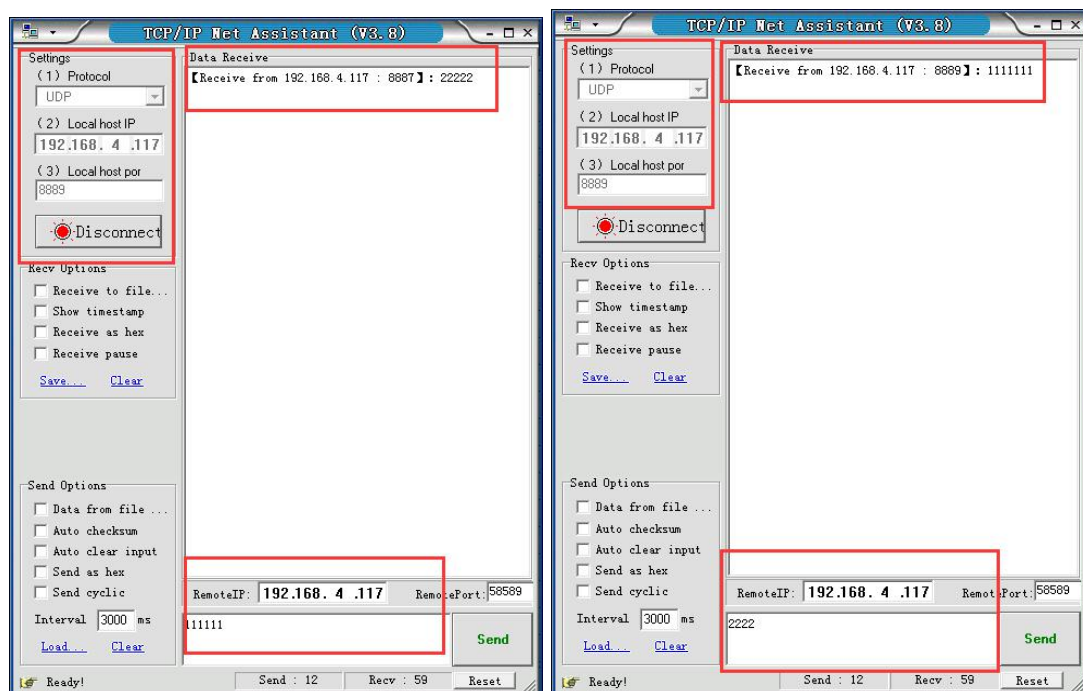 TCP/IP Net Assistant (V3.8)
Settings
(1) Protocol
UDP
(2) Local host IP
192.168. 4 .117
(3) Local host por
8889
Disconnect
Recv Options
Receive to file...
Show timestamp
Receive as hex
Receive pause
Save... Clear
Send Options
Data from file ...
Auto checksum
Auto clear input
Send as hex
Send cyclic
Interval 3000 ms
Load... Clear
Data Receive
【Receive from 192.168.4.117 : 8887】: 22222
RemoteIP: 192.168. 4 .117 RemotePort: 58589
111111
Send
Ready! Send : 12 Recv : 59 Reset
TCP/IP Net Assistant (V3.8)
Settings
(1) Protocol
UDP
(2) Local host IP
192.168. 4 .117
(3) Local host por
8889
Disconnect
Recv Options
Receive to file...
Show timestamp
Receive as hex
Receive pause
Save... Clear
Send Options
Data from file ...
Auto checksum
Auto clear input
Send as hex
Send cyclic
Interval 3000 ms
Load... Clear
Data Receive
【Receive from 192.168.4.117 : 8889】: 1111111
RemoteIP: 192.168. 4 .117 RemotePort: 58589
2222
Send
Ready! Send : 12 Recv : 59 Reset